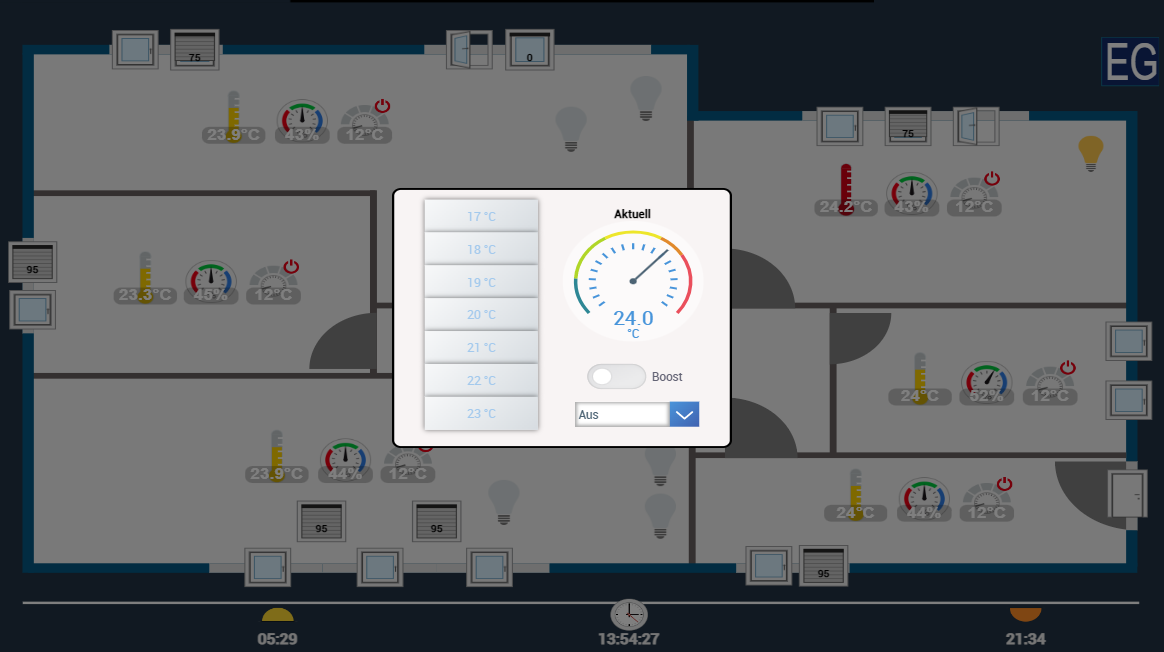 75
0
EG
23.9°C 43% 12°C
75
24.2°C 43% 12°C
17 °C
18 °C
19 °C
20 °C
21 °C
22 °C
23 °C
Aktuell
24.0
°C
Boost
Aus
95
23.3°C 45% 12°C
24°C 52% 12°C
23.9°C 44% 12°C
24°C 44% 12°C
95
95
95
05:29
13:54:27
21:34